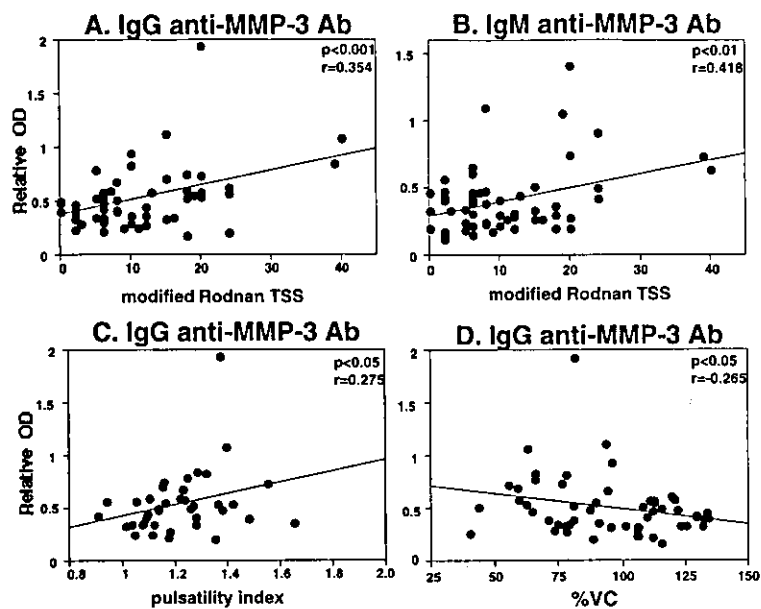 A. IgG anti-MMP-3 Ab
p<0.001
r=0.354
2
1.5
1
0.5
0
Relative OD
0 10 20 30 40
modified Rodnan TSS
B. IgM anti-MMP-3 Ab
p<0.01
r=0.418
1.5
1
0.5
0
0 10 20 30 40
modified Rodnan TSS
C. IgG anti-MMP-3 Ab
p<0.05
r=0.275
2
1.5
1
0.5
0
Relative OD
0.8 1 1.2 1.4 1.6 1.8 2.0
pulsatility index
D. IgG anti-MMP-3 Ab
p<0.05
r=-0.265
2
1.5
1
0.5
0
25 50 75 100 125 150
%VC